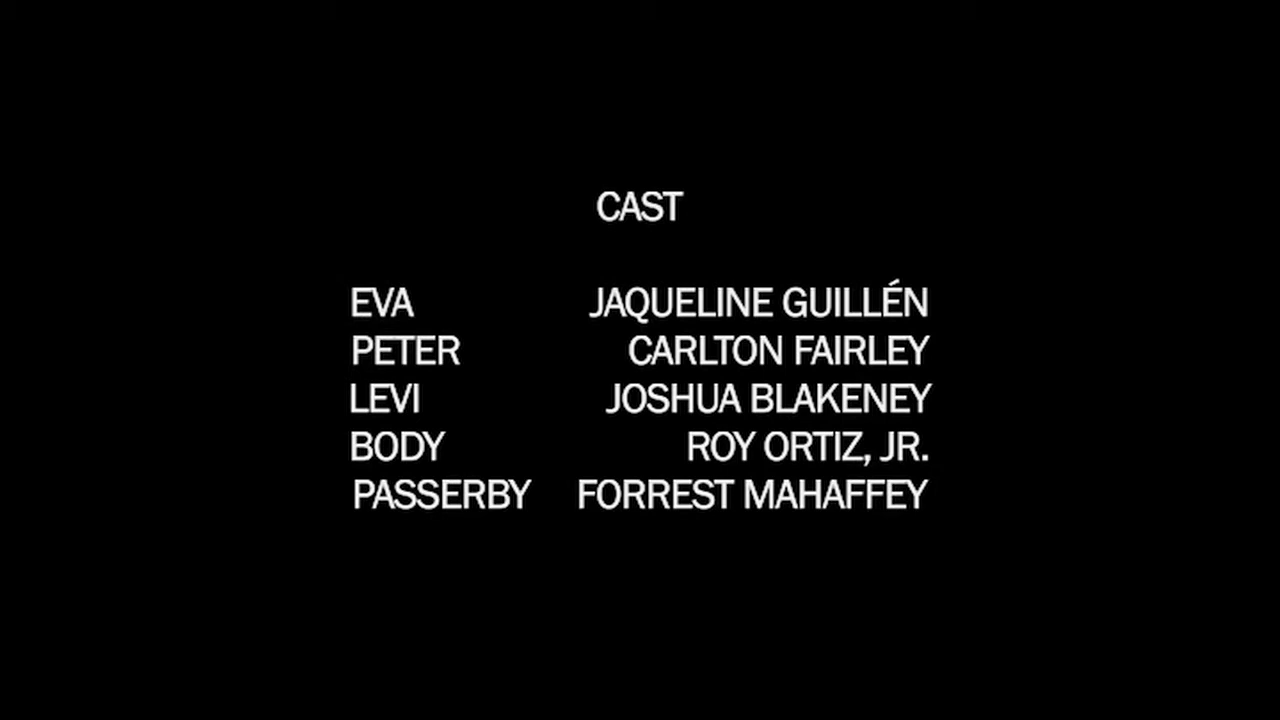 CAST
EVA JAQUELINE GUILLÉN
PETER CARLTON FAIRLEY
LEVI JOSHUA BLAKENEY
BODY ROY ORTIZ, JR.
PASSERBY FORREST MAHAFFEY